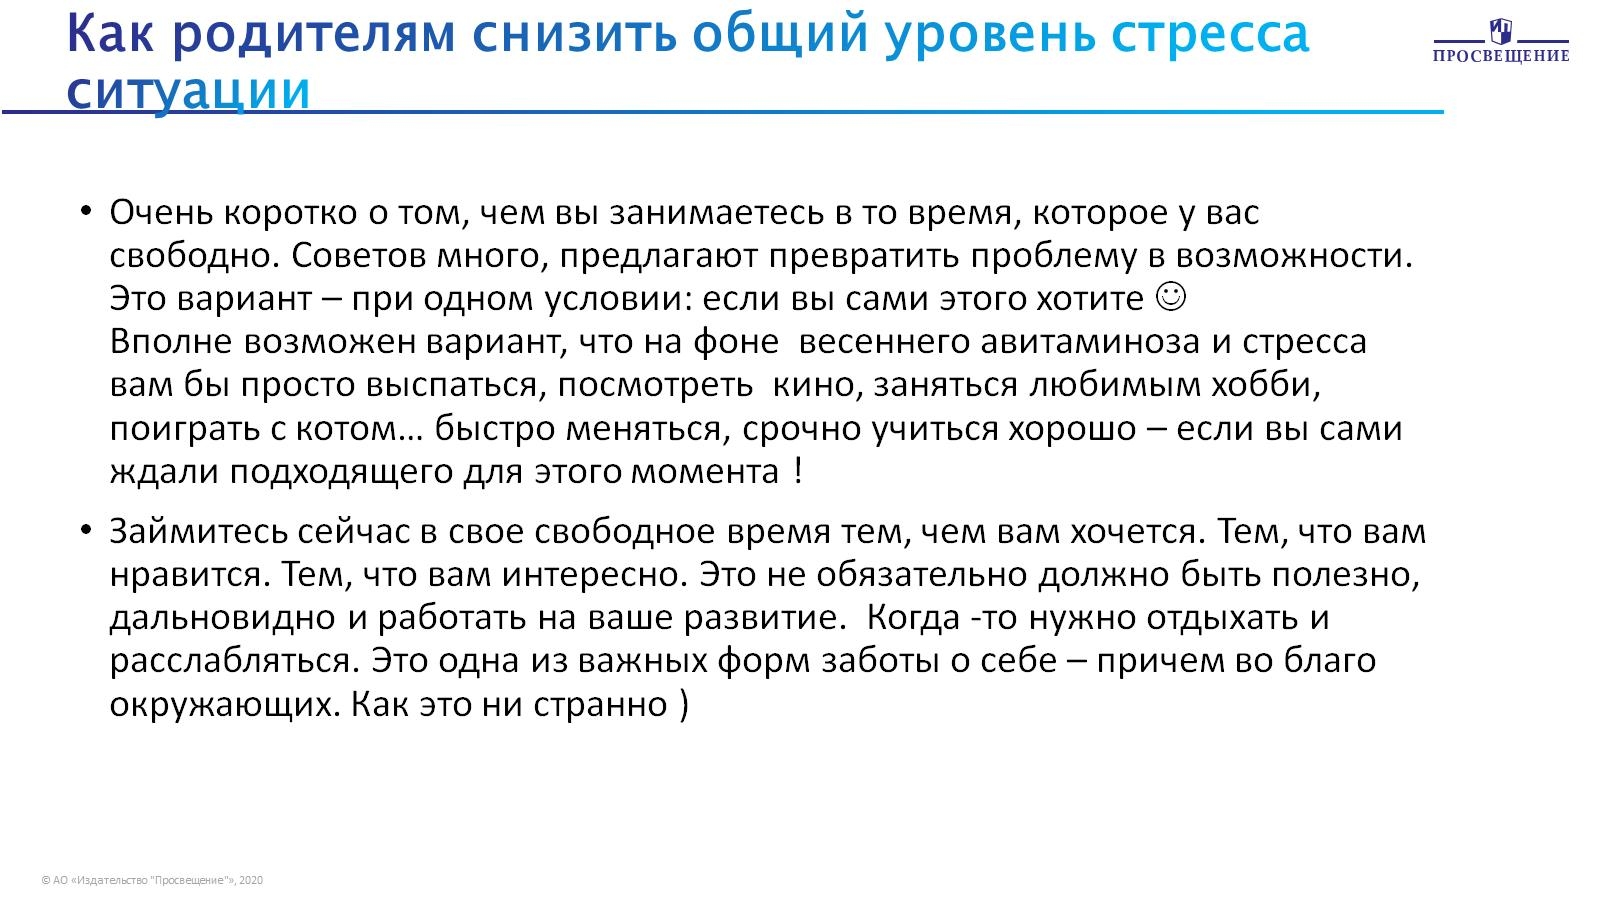 Как родителям снизить общий уровень стресса
ситуации
ПРОСВЕЩЕНИЕ
• Очень коротко о том, чем вы занимаетесь в то время, которое у вас
свободно. Советов много, предлагают превратить проблему в возможности.
Это вариант – при одном условии: если вы сами этого хотите ☺
Вполне возможен вариант, что на фоне  весеннего авитаминоза и стресса
вам бы просто выспаться, посмотреть  кино, заняться любимым хобби,
поиграть с котом… быстро меняться, срочно учиться хорошо – если вы сами
ждали подходящего для этого момента !
• Займитесь сейчас в свое свободное время тем, чем вам хочется. Тем, что вам
нравится. Тем, что вам интересно. Это не обязательно должно быть полезно,
дальновидно и работать на ваше развитие.  Когда -то нужно отдыхать и
расслабляться. Это одна из важных форм заботы о себе – причем во благо
окружающих. Как это ни странно )
© АО «Издательство "Просвещение"», 2020